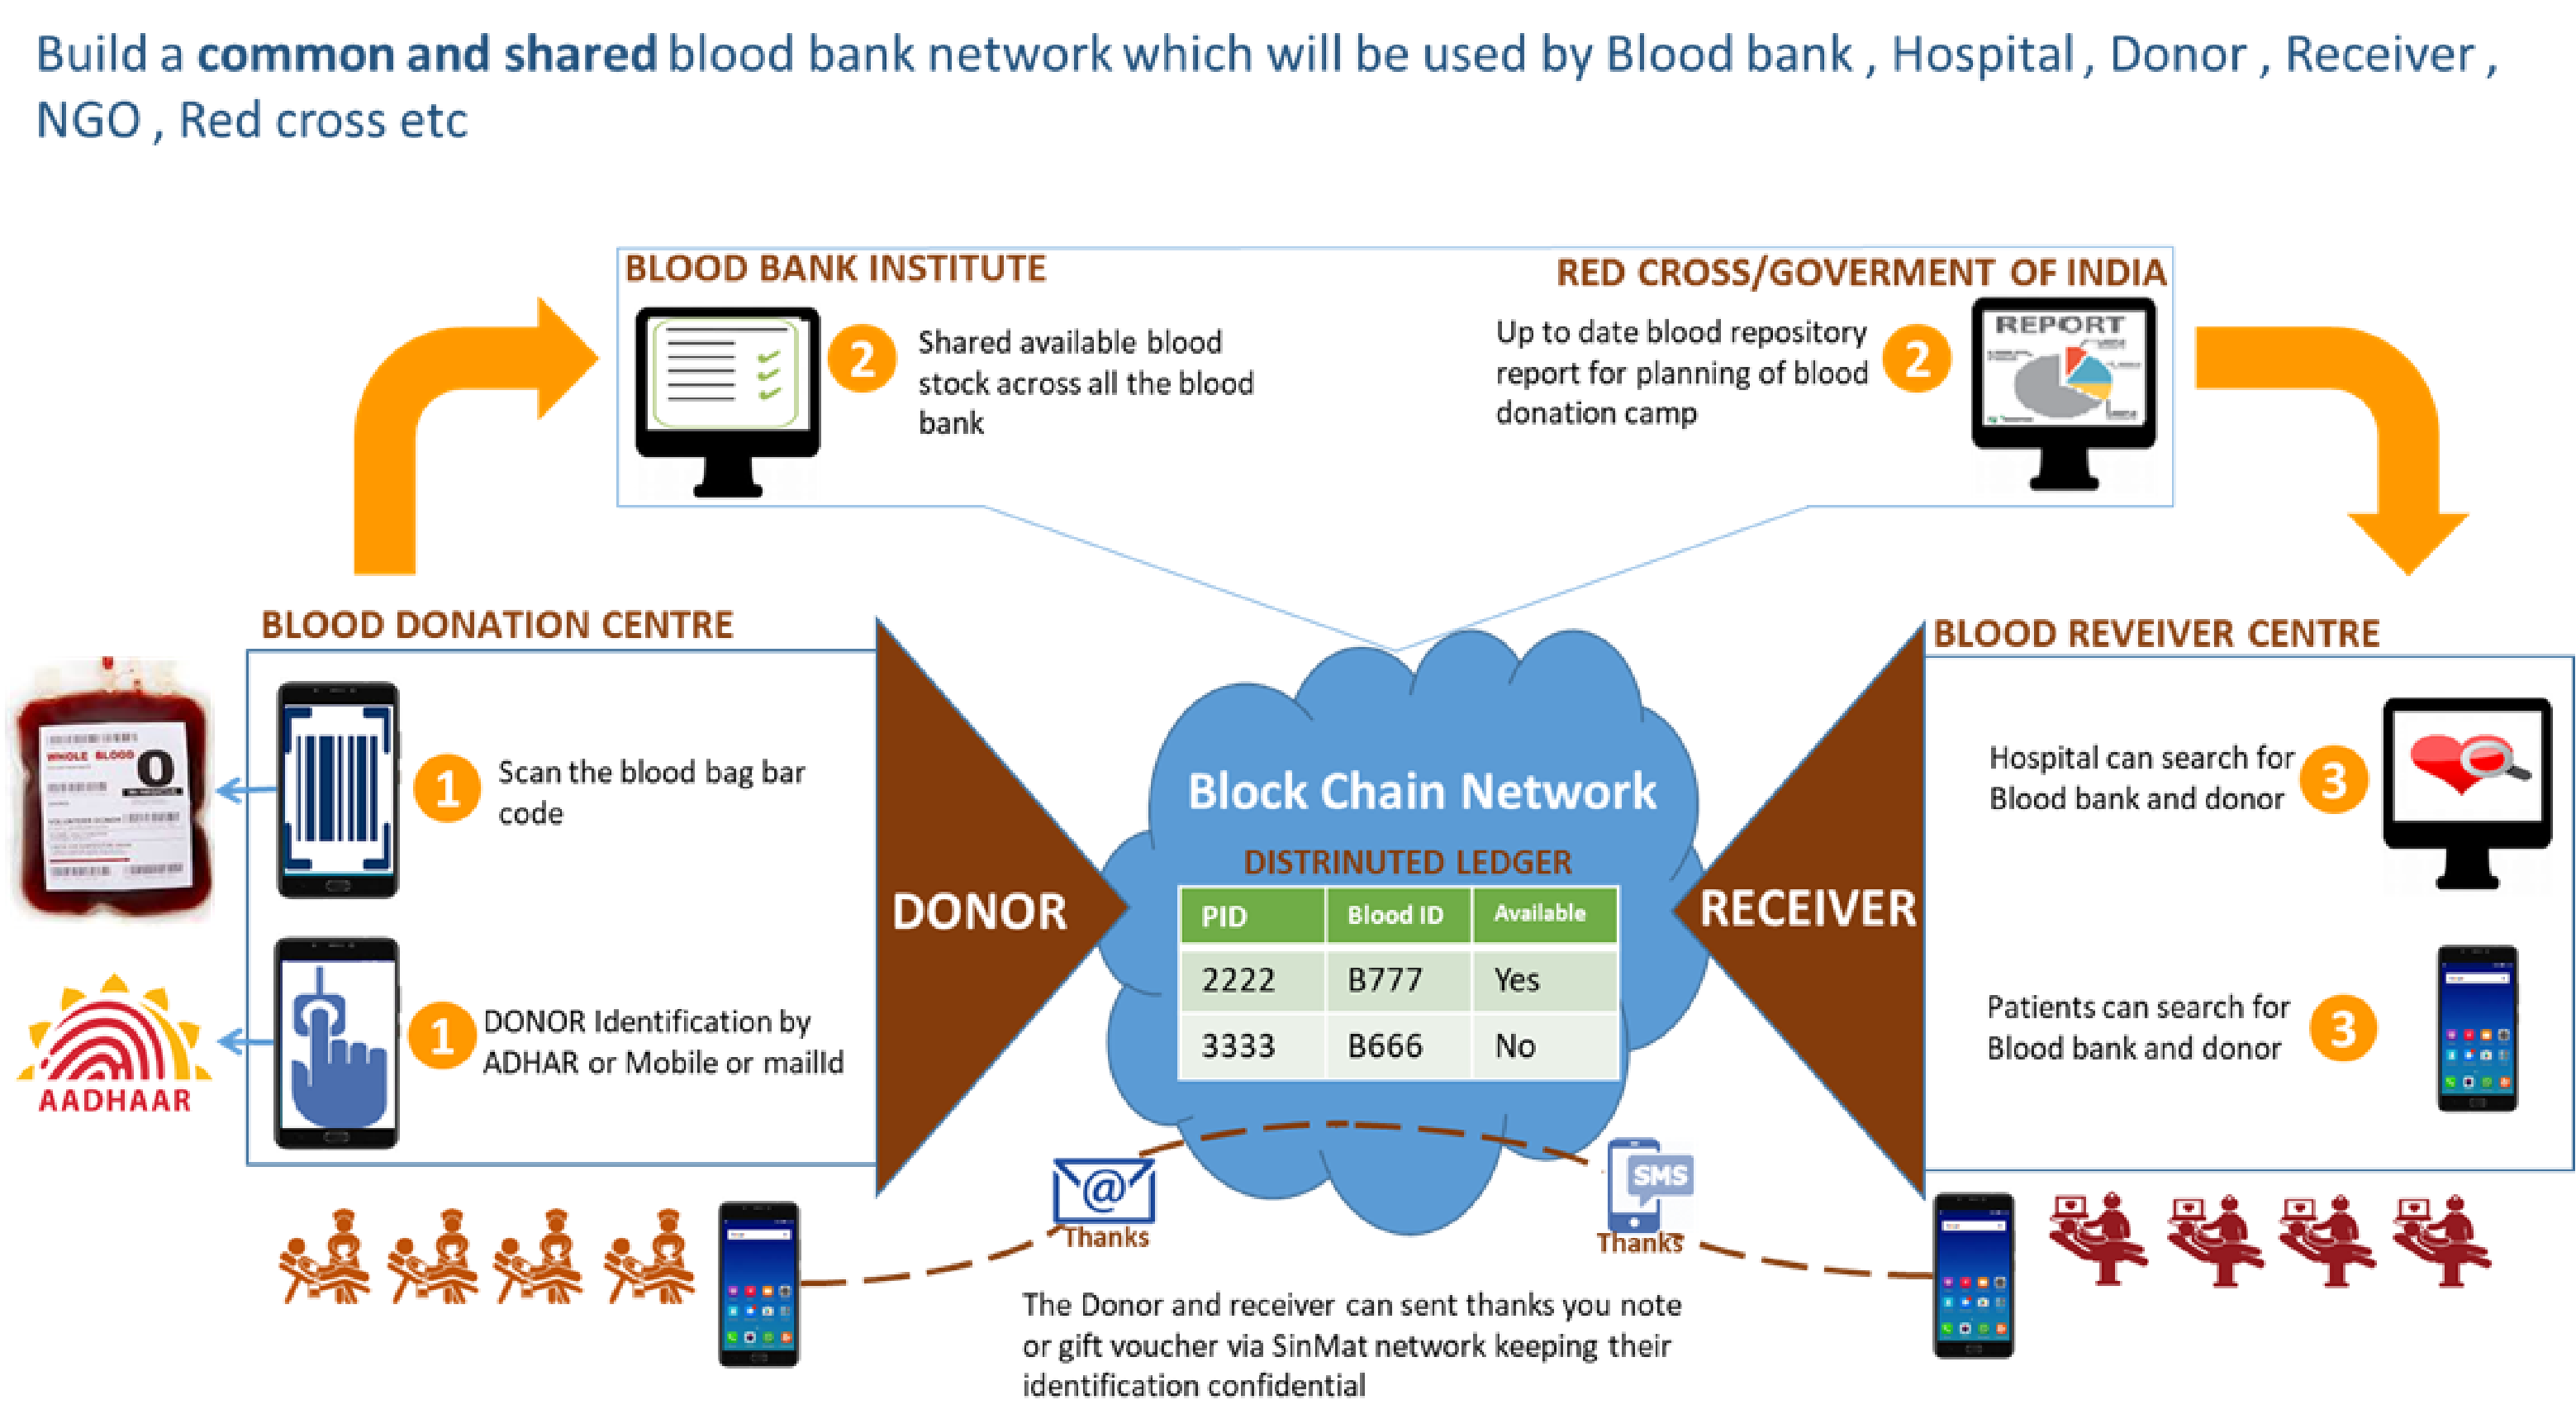 Build a common and shared blood bank network which will be used by Blood bank , Hospital , Donor , Receiver ,
NGO , Red cross etc
BLOOD BANK INSTITUTE
2
Shared available blood
stock across all the blood
bank
RED CROSS/GOVERMENT OF INDIA
Up to date blood repository
report for planning of blood
donation camp
2
REPORT
BLOOD DONATION CENTRE
WHOLE BLOOD
O
1
Scan the blood bag bar
code
AADHAAR
1
DONOR Identification by
ADHAR or Mobile or mailId
DONOR
Block Chain Network
DISTRINUTED LEDGER
PID Blood ID Available
2222 B777 Yes
3333 B666 No
RECEIVER
BLOOD REVEIVER CENTRE
Hospital can search for
Blood bank and donor
3
Patients can search for
Blood bank and donor
3
@
Thanks
SMS
Thanks
The Donor and receiver can sent thanks you note
or gift voucher via SinMat network keeping their
identification confidential